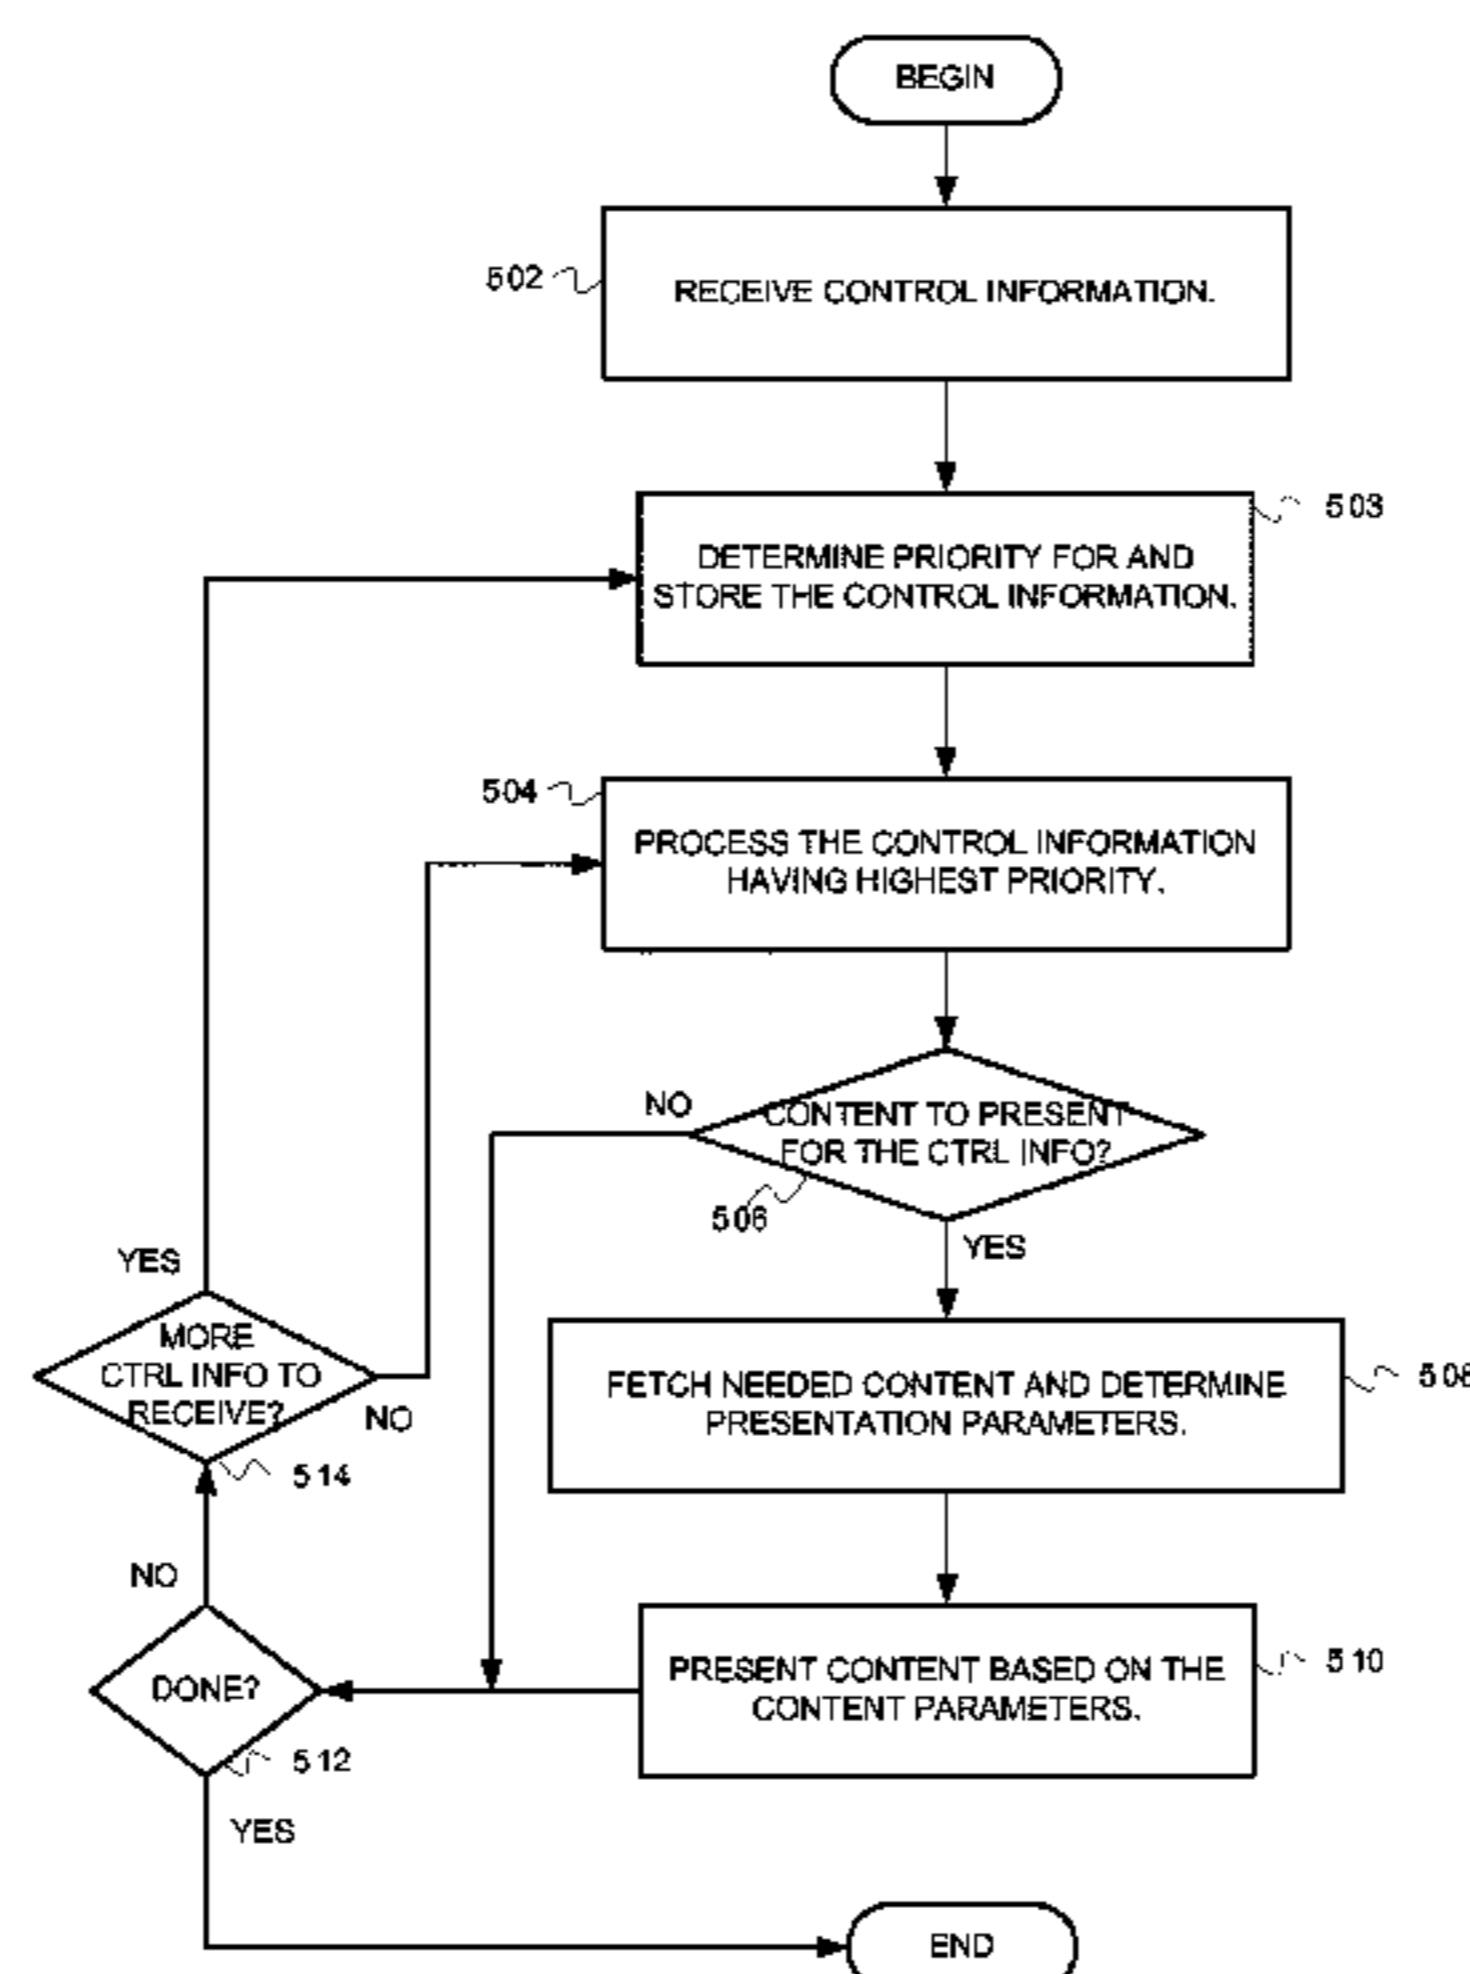 BEGIN
502
RECEIVE CONTROL INFORMATION.
503
DETERMINE PRIORITY FOR AND
STORE THE CONTROL INFORMATION.
504
PROCESS THE CONTROL INFORMATION
HAVING HIGHEST PRIORITY.
NO
CONTENT TO PRESENT
FOR THE CTRL INFO?
506
YES
YES
MORE
CTRL INFO TO
RECEIVE?
NO
514
FETCH NEEDED CONTENT AND DETERMINE
PRESENTATION PARAMETERS.
508
NO
DONE?
512
PRESENT CONTENT BASED ON THE
CONTENT PARAMETERS.
510
YES
END